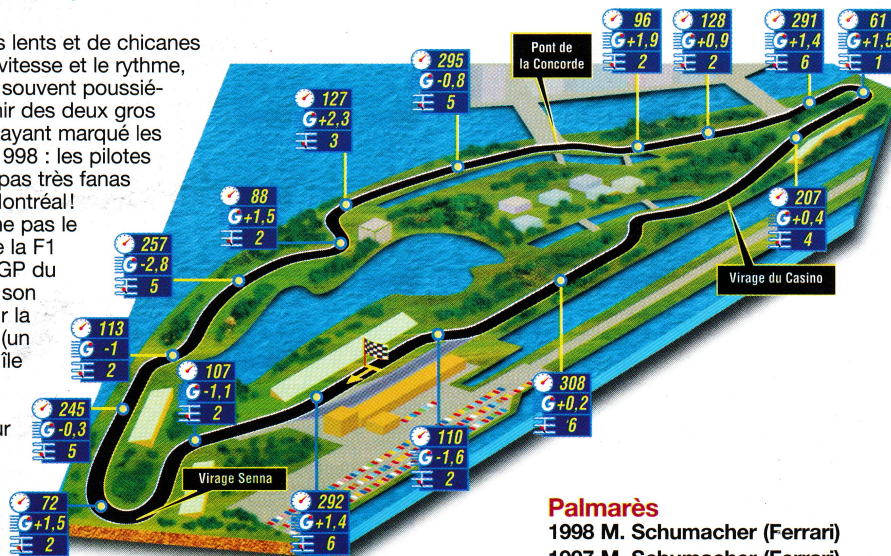 s lents et de chicanes
vitesse et le rythme,
souvent poussié-
nir des deux gros
ayant marqué les
998 : les pilotes
pas très fanas
Montréal!
ne pas le
e la F1
GP du
son
r la
(un
île
ur
96
G+1,9
2
128
G+0,9
2
291
G+1,4
6
61
G+1,5
1
Pont de
la Concorde
295
G-0,8
5
127
G+2,3
3
88
G+1,5
2
257
G-2,8
5
207
G+0,4
4
Virage du Casino
113
G-1
2
107
G-1,1
2
245
G-0,3
5
308
G+0,2
6
110
G-1,6
2
Virage Senna
72
G+1,5
2
292
G+1,4
6
Palmarès
1998 M. Schumacher (Ferrari)
1997 M. Schumacher (Ferrari)